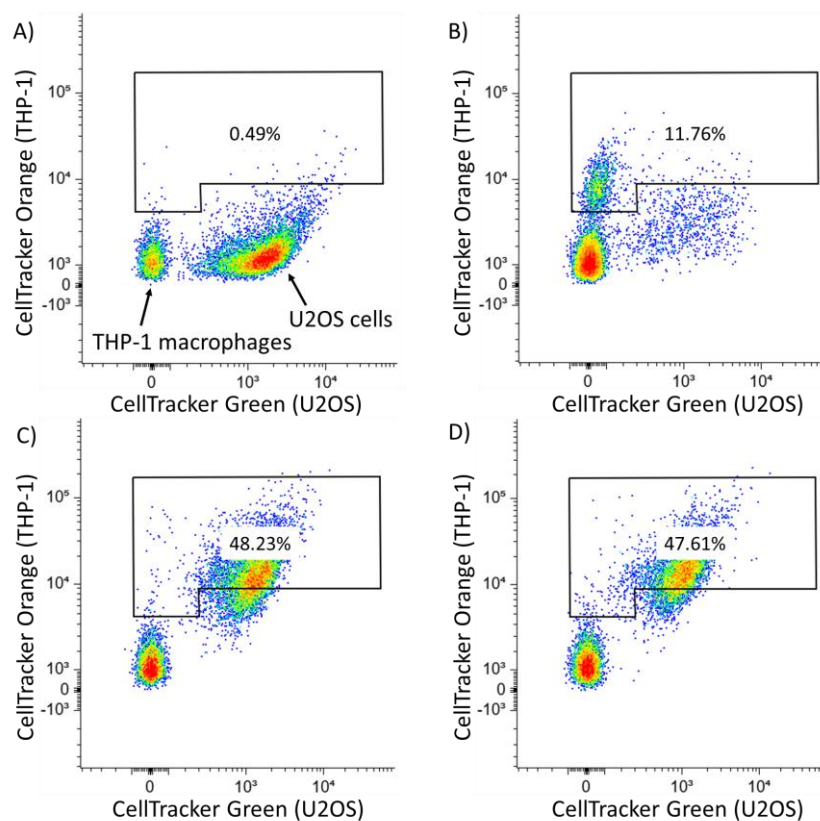 A)
CellTracker Orange (THP-1)
10⁵
10⁴
10³
0
-10³
0.49%
THP-1 macrophages
U2OS cells
0
10³
10⁴
CellTracker Green (U2OS)
B)
CellTracker Orange (THP-1)
10⁵
10⁴
10³
0
-10³
11.76%
0
10³
10⁴
CellTracker Green (U2OS)
C)
CellTracker Orange (THP-1)
10⁵
10⁴
10³
0
-10³
48.23%
0
10³
10⁴
CellTracker Green (U2OS)
D)
CellTracker Orange (THP-1)
10⁵
10⁴
10³
0
-10³
47.61%
0
10³
10⁴
CellTracker Green (U2OS)